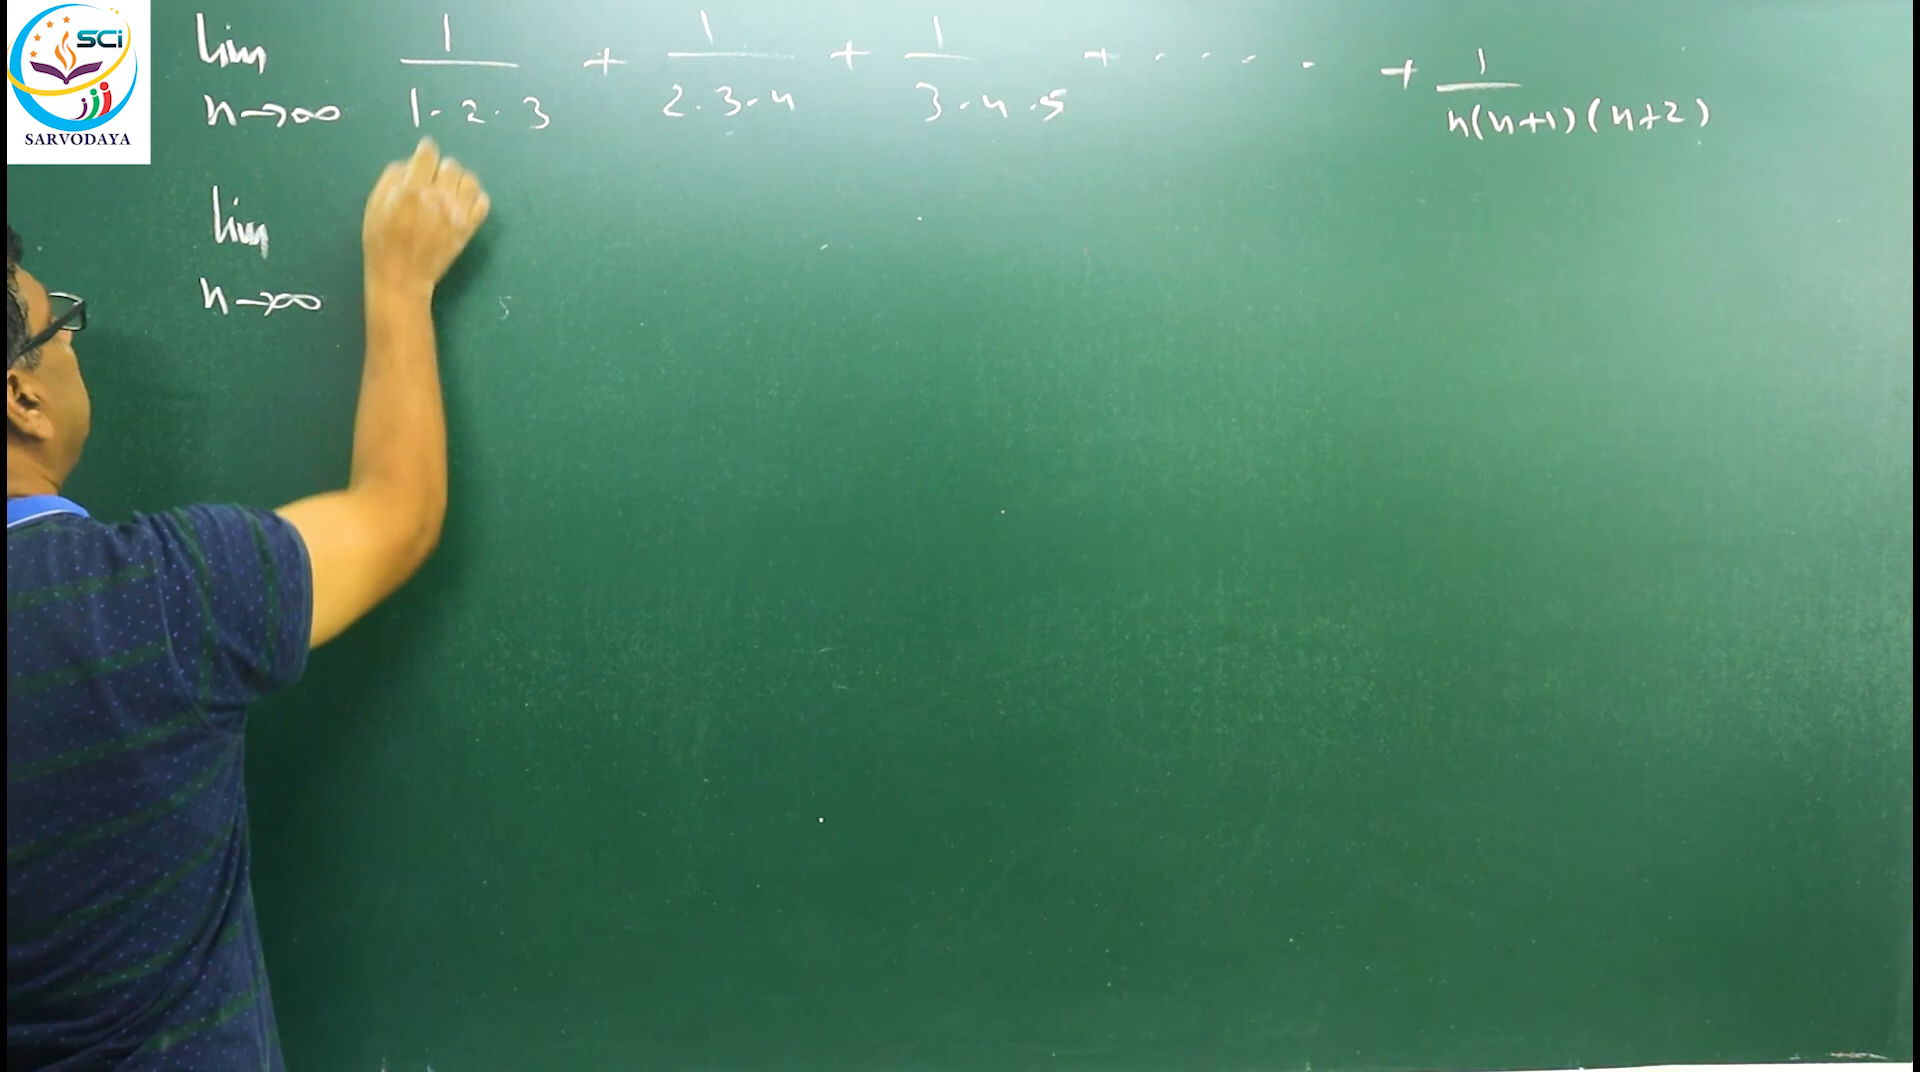 SCi
SARVODAYA
lim n→∞ 1/(1·2·3) + 1/(2·3·4) + 1/(3·4·5) + ····· + 1/(n(n+1)(n+2))
lim n→∞